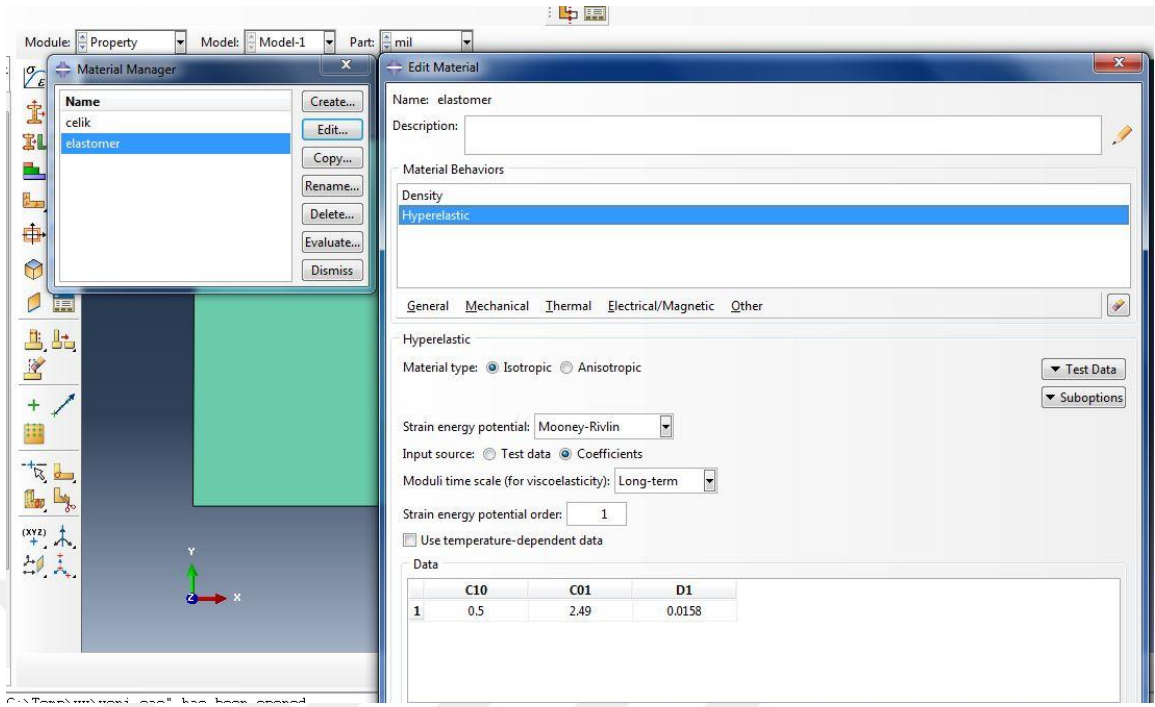 Module: Property Model: Model-1 Part: mil
Material Manager
Name
celik
elastomer
Create...
Edit...
Copy...
Rename...
Delete...
Evaluate...
Dismiss
Edit Material
Name: elastomer
Description:
Material Behaviors
Density
Hyperelastic
General Mechanical Thermal Electrical/Magnetic Other
Hyperelastic
Material type: Isotropic Anisotropic
Test Data
Suboptions
Strain energy potential: Mooney-Rivlin
Input source: Test data Coefficients
Moduli time scale (for viscoelasticity): Long-term
Strain energy potential order: 1
Use temperature-dependent data
Data
C10 C01 D1
1 0.5 2.49 0.0158
(XYZ)
Y
Z X
has been opened